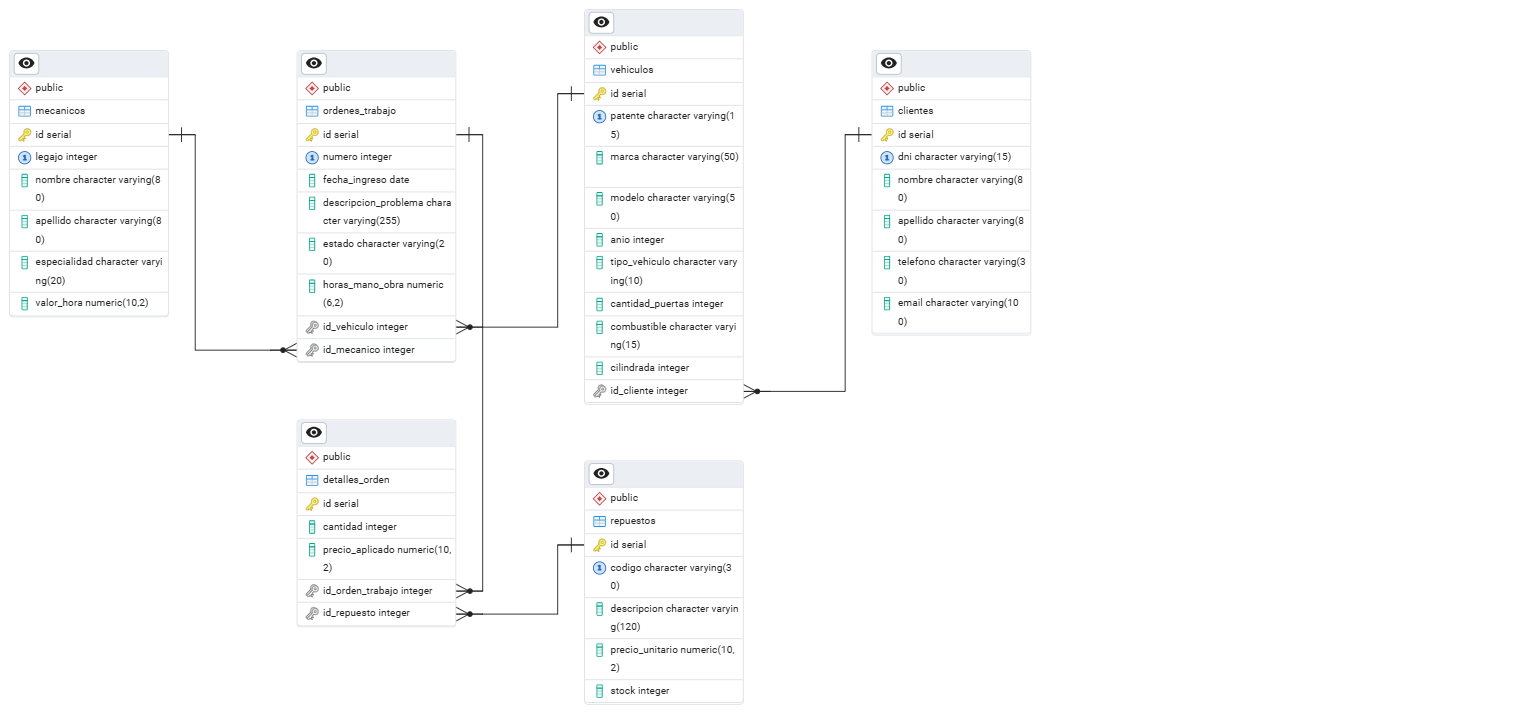 public
mecanicos
id serial
legajo integer
nombre character varying(8
0)
apellido character varying(8
0)
especialidad character varyi
ng(20)
valor_hora numeric(10,2)
public
ordenes_trabajo
id serial
numero integer
fecha_ingreso date
descripcion_problema chara
cter varying(255)
estado character varying(2
0)
horas_mano_obra numeric
(6,2)
id_vehiculo integer
id_mecanico integer
public
vehiculos
id serial
patente character varying(1
5)
marca character varying(50)
modelo character varying(5
0)
anio integer
tipo_vehiculo character vary
ing(10)
cantidad_puertas integer
combustible character varyi
ng(15)
cilindrada integer
id_cliente integer
public
clientes
id serial
dni character varying(15)
nombre character varying(8
0)
apellido character varying(8
0)
telefono character varying(3
0)
email character varying(10
0)
public
detalles_orden
id serial
cantidad integer
precio_aplicado numeric(10,
2)
id_orden_trabajo integer
id_repuesto integer
public
repuestos
id serial
codigo character varying(3
0)
descripcion character varyin
g(120)
precio_unitario numeric(10,
2)
stock integer